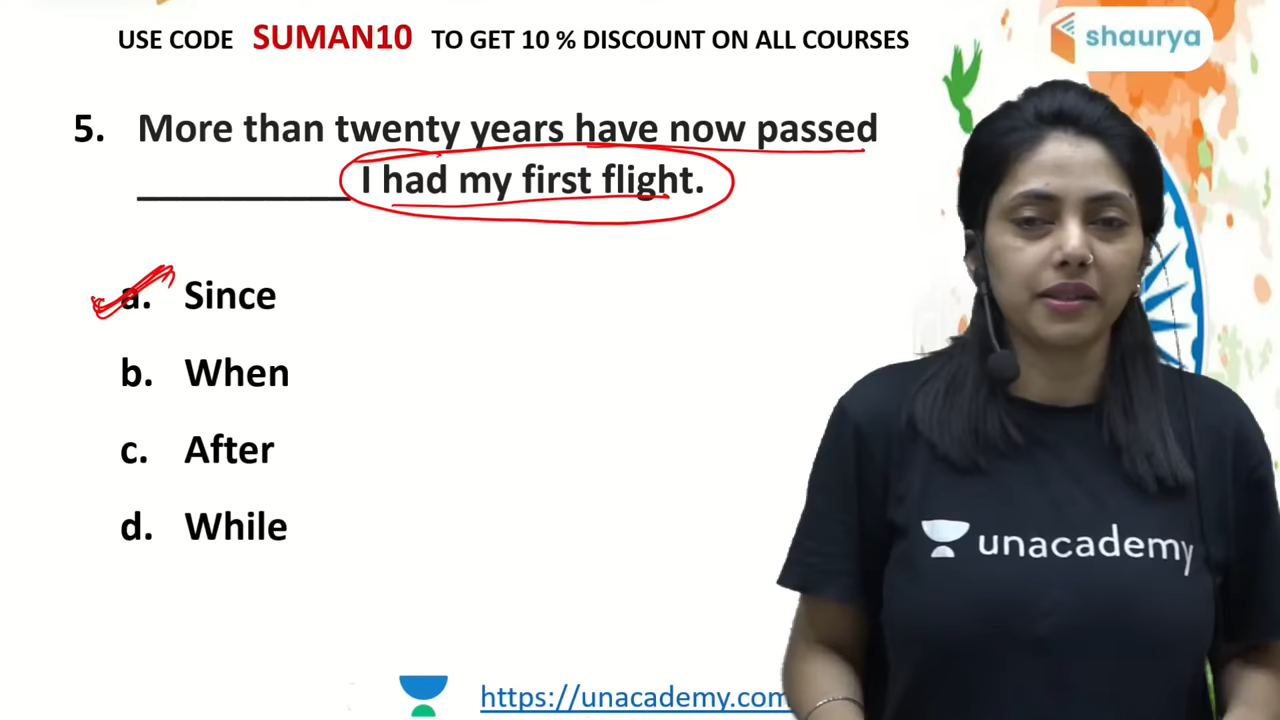 USE CODE SUMAN10 TO GET 10 % DISCOUNT ON ALL COURSES
shaurya
5. More than twenty years have now passed
__________ I had my first flight.
a. Since
b. When
c. After
d. While
unacademy
https://unacademy.com